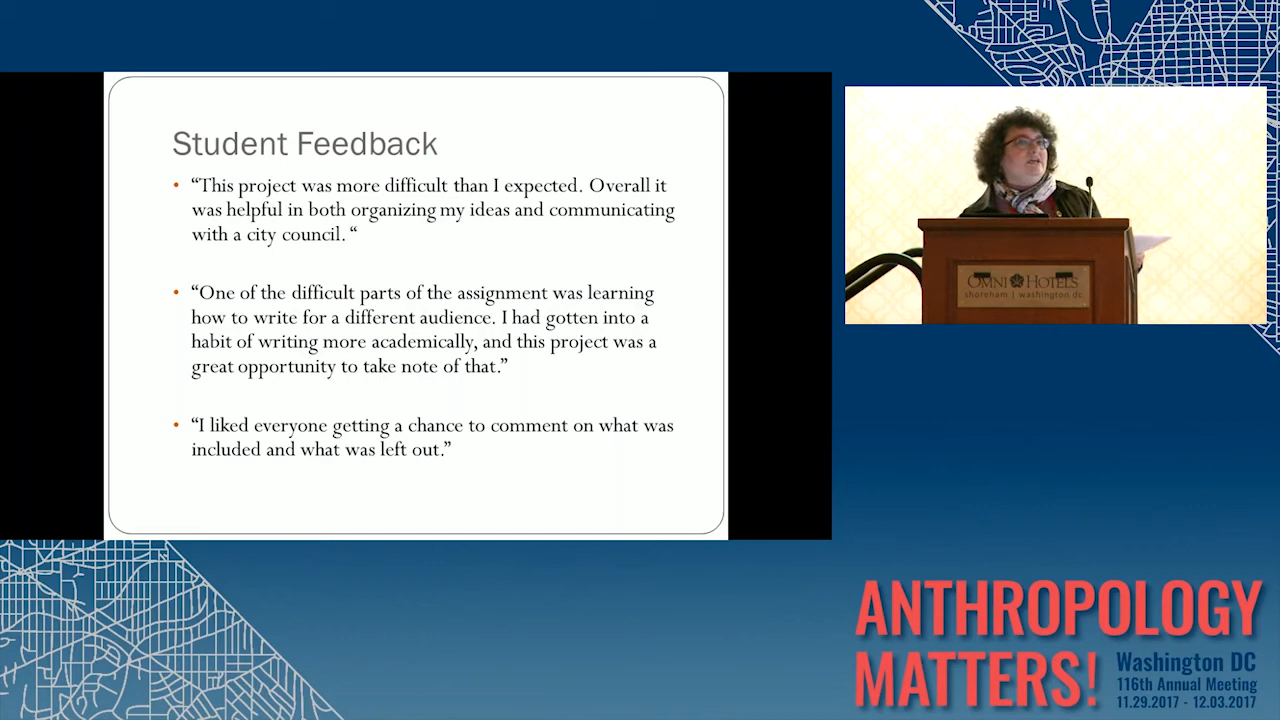 Student Feedback
• “This project was more difficult than I expected. Overall it
was helpful in both organizing my ideas and communicating
with a city council. “
• “One of the difficult parts of the assignment was learning
how to write for a different audience. I had gotten into a
habit of writing more academically, and this project was a
great opportunity to take note of that.”
• “I liked everyone getting a chance to comment on what was
included and what was left out.”
OMNI HOTELS
shoreham | washington dc
ANTHROPOLOGY
MATTERS!
Washington DC
116th Annual Meeting
11.29.2017 - 12.03.2017